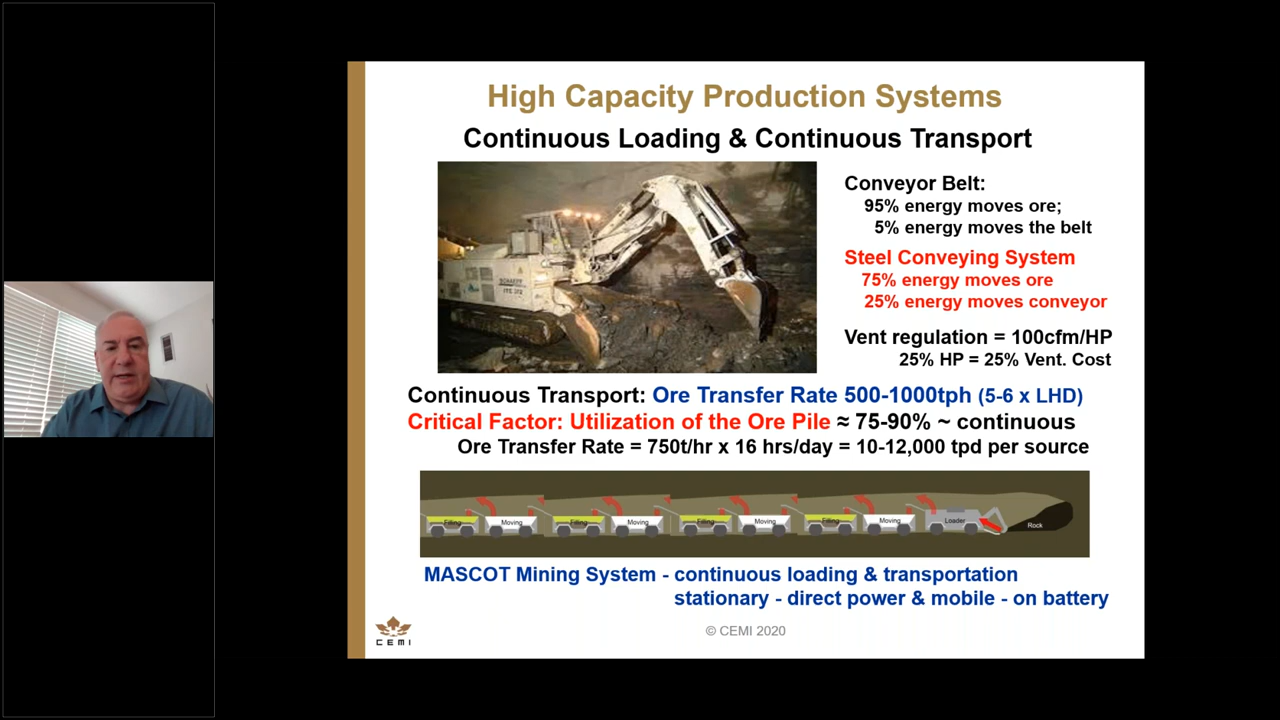 High Capacity Production Systems
Continuous Loading & Continuous Transport
Conveyor Belt:
95% energy moves ore;
5% energy moves the belt
Steel Conveying System
75% energy moves ore
25% energy moves conveyor
Vent regulation = 100cfm/HP
25% HP = 25% Vent. Cost
Continuous Transport: Ore Transfer Rate 500-1000tph (5-6 x LHD)
Critical Factor: Utilization of the Ore Pile ≈ 75-90% ~ continuous
Ore Transfer Rate = 750t/hr x 16 hrs/day = 10-12,000 tpd per source
Filling Moving Filling Moving Filling Moving Filling Moving Loader Rock
MASCOT Mining System - continuous loading & transportation
stationary - direct power & mobile - on battery
CEMI
© CEMI 2020